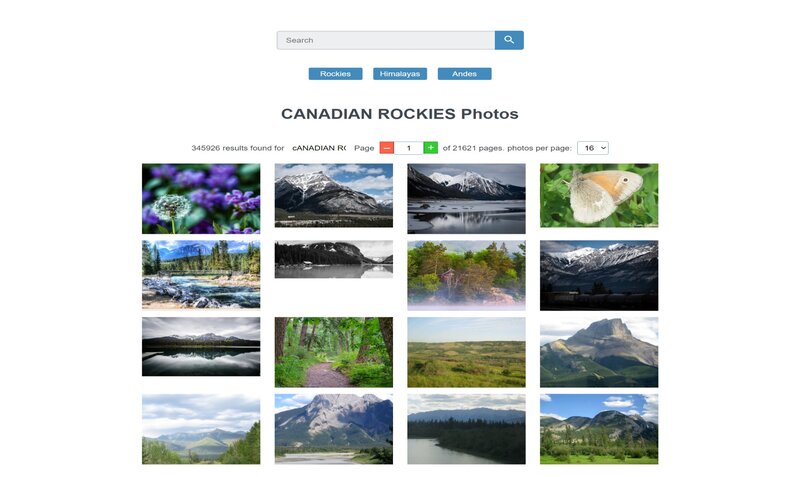 Search
Rockies Himalayas Andes
CANADIAN ROCKIES Photos
345926 results found for cANADIAN RO Page – 1 + of 21621 pages. photos per page: 16